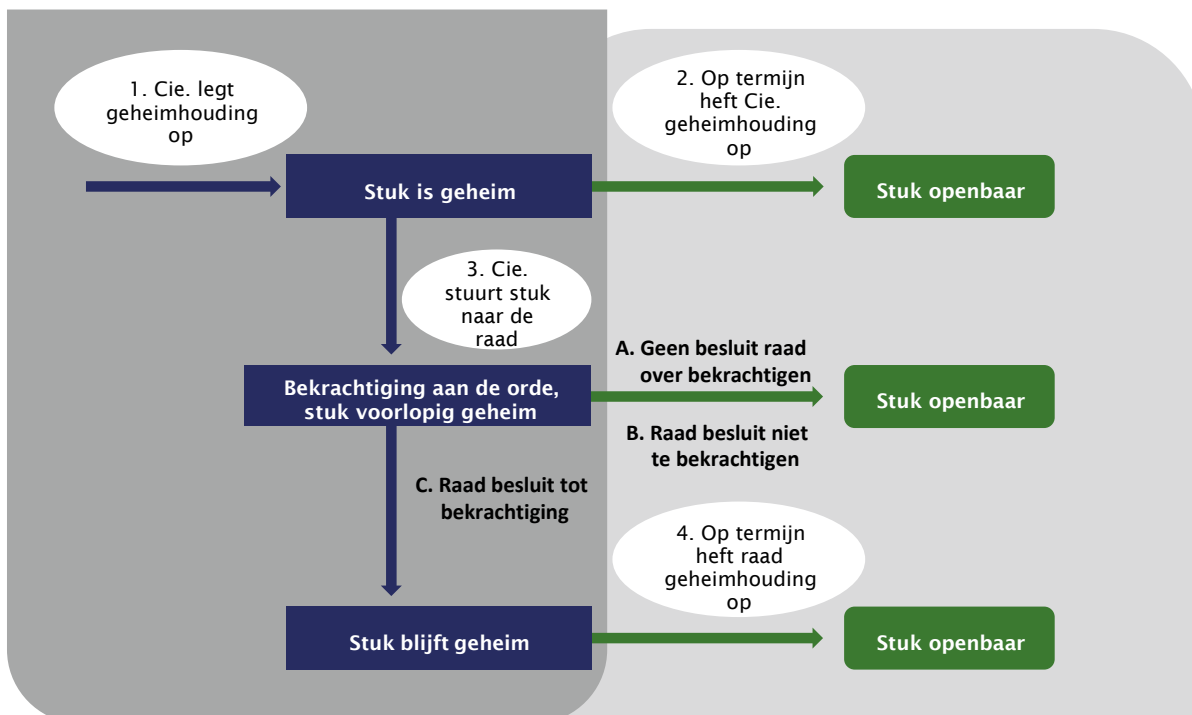 1. Cie. legt
geheimhouding
op
2. Op termijn
heft Cie.
geheimhouding
op
Stuk is geheim
Stuk openbaar
3. Cie.
stuurt stuk
naar de
raad
A. Geen besluit raad
over bekrachtigen
Bekrachtiging aan de orde,
stuk voorlopig geheim
Stuk openbaar
B. Raad besluit niet
te bekrachtigen
C. Raad besluit tot
bekrachtiging
4. Op termijn
heft raad
geheimhouding
op
Stuk blijft geheim
Stuk openbaar